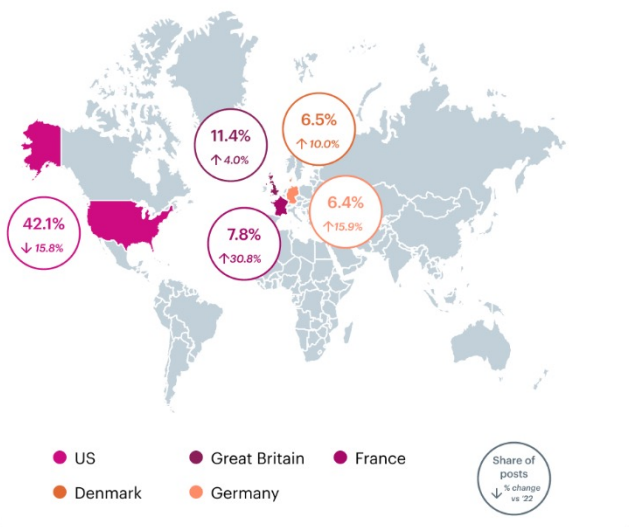 6.5%
↑ 10.0%
11.4%
↑ 4.0%
6.4%
↑15.9%
42.1%
↓ 15.8%
7.8%
↑30.8%
US
Great Britain
France
Denmark
Germany
Share of
posts
↓ % change
vs '22